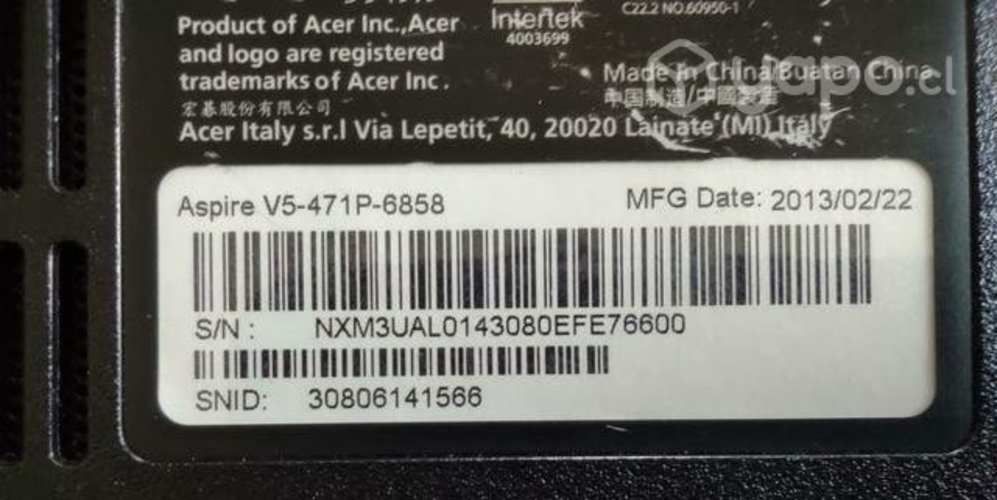 Product of Acer Inc.,Acer
and logo are registered
trademarks of Acer Inc .
宏碁股份有限公司
Acer Italy s.r.l Via Lepetit, 40, 20020 Lainate (MI) Italy
Intertek
4003699
C22.2 NO.60950-1
Made in China/Buatan China
中国制造/中國製造
yapo.cl
Aspire V5-471P-6858
MFG Date: 2013/02/22
S/N : NXM3UAL0143080EFE76600
SNID: 30806141566